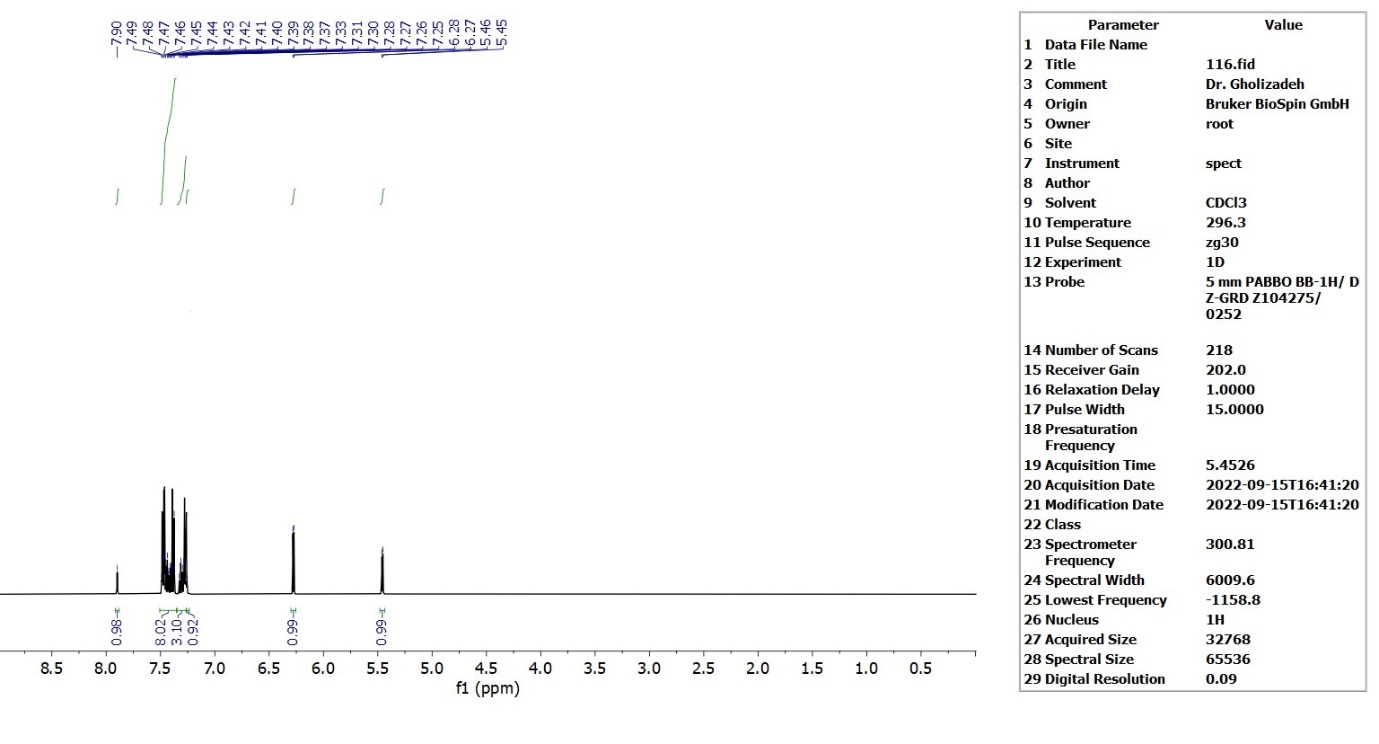 7.90
7.49
7.48
7.47
7.46
7.45
7.44
7.43
7.42
7.41
7.40
7.39
7.38
7.37
7.33
7.31
7.30
7.28
7.27
7.26
7.25
6.28
6.27
5.46
5.45
0.98
8.02
3.10
0.92
0.99
0.99
8.5 8.0 7.5 7.0 6.5 6.0 5.5 5.0 4.5 4.0 3.5 3.0 2.5 2.0 1.5 1.0 0.5
f1 (ppm)
Parameter Value
1 Data File Name
2 Title 116.fid
3 Comment Dr. Gholizadeh
4 Origin Bruker BioSpin GmbH
5 Owner root
6 Site
7 Instrument spect
8 Author
9 Solvent CDCl3
10 Temperature 296.3
11 Pulse Sequence zg30
12 Experiment 1D
13 Probe 5 mm PABBO BB-1H/ D
Z-GRD Z104275/
0252
14 Number of Scans 218
15 Receiver Gain 202.0
16 Relaxation Delay 1.0000
17 Pulse Width 15.0000
18 Presaturation
Frequency
19 Acquisition Time 5.4526
20 Acquisition Date 2022-09-15T16:41:20
21 Modification Date 2022-09-15T16:41:20
22 Class
23 Spectrometer 300.81
Frequency
24 Spectral Width 6009.6
25 Lowest Frequency -1158.8
26 Nucleus 1H
27 Acquired Size 32768
28 Spectral Size 65536
29 Digital Resolution 0.09